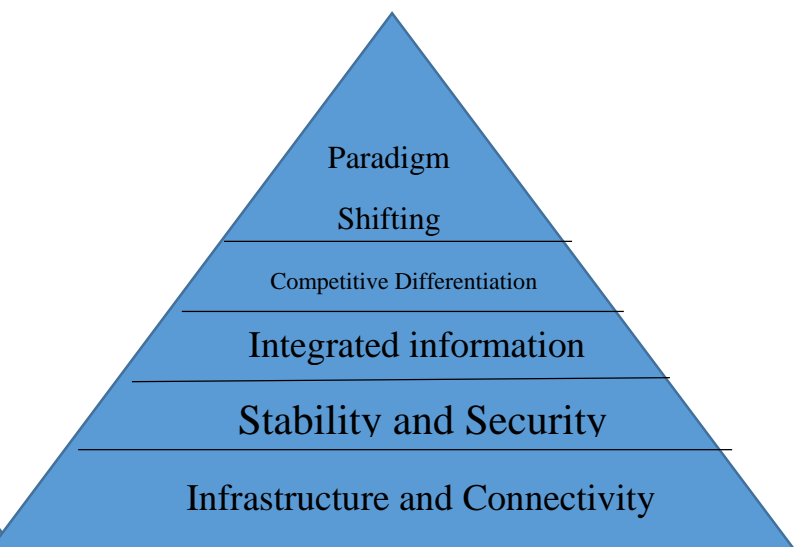 Paradigm
Shifting
Competitive Differentiation
Integrated information
Stability and Security
Infrastructure and Connectivity